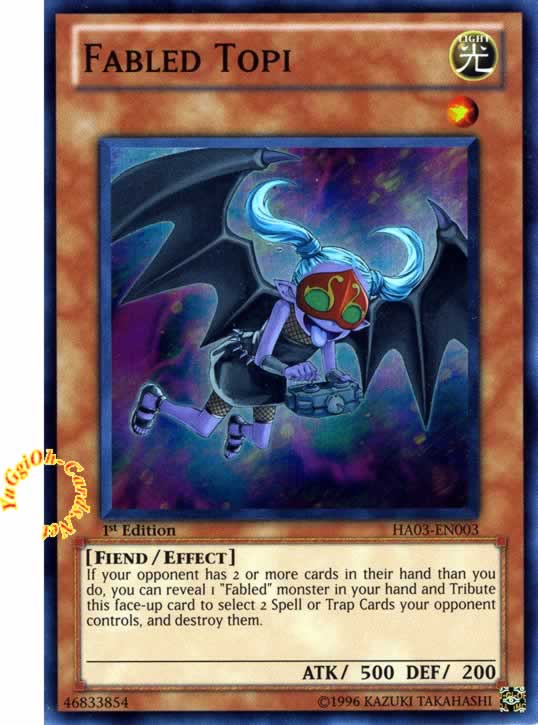 FABLED TOPI
LIGHT
光
1st Edition
HA03-EN003
[FIEND / EFFECT]
If your opponent has 2 or more cards in their hand than you
do, you can reveal 1 "Fabled" monster in your hand and Tribute
this face-up card to select 2 Spell or Trap Cards your opponent
controls, and destroy them.
ATK/ 500 DEF/ 200
46833854
©1996 KAZUKI TAKAHASHI
YuGgiOh-Cards.Net